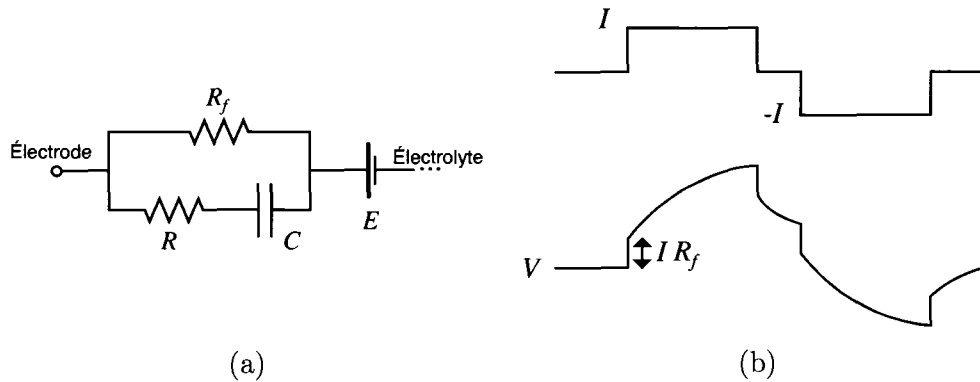 I
-I
R_f
Électrode
Électrolyte
R
C
E
V
I R_f
(a)
(b)